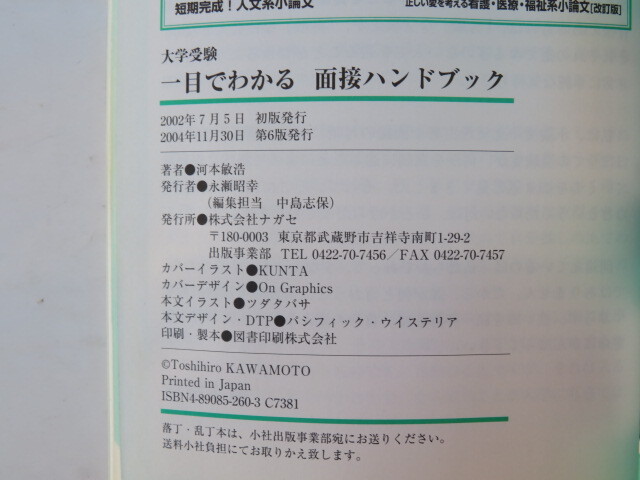 短期完成!人文系小論文
正しい愛を考える看護・医療・福祉系小論文[改訂版]
大学受験
一目でわかる 面接ハンドブック
2002年7月5日 初版発行
2004年11月30日 第6版発行
著者●河本敏浩
発行者●永瀬昭幸
(編集担当 中島志保)
発行所●株式会社ナガセ
〒180-0003 東京都武蔵野市吉祥寺南町1-29-2
出版事業部 TEL 0422-70-7456/FAX 0422-70-7457
カバーイラスト●KUNTA
カバーデザイン●On Graphics
本文イラスト●ツダタバサ
本文デザイン・DTP●パシフィック・ウイステリア
印刷・製本●図書印刷株式会社
©Toshihiro KAWAMOTO
Printed in Japan
ISBN4-89085-260-3 C7381
落丁・乱丁本は、小社出版事業部宛にお送りください。
送料小社負担にてお取りかえ致します。